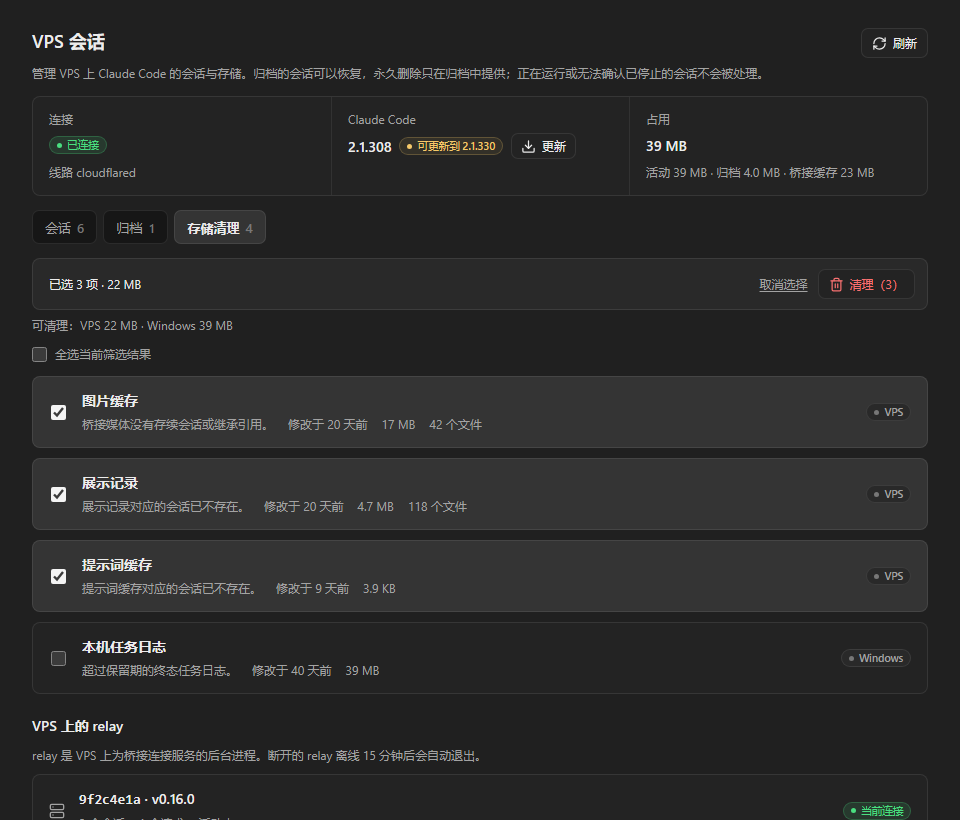 VPS 会话
刷新
管理 VPS 上 Claude Code 的会话与存储。归档的会话可以恢复，永久删除只在归档中提供；正在运行或无法确认已停止的会话不会被处理。
连接
已连接
线路 cloudflared
Claude Code
2.1.308 可更新到 2.1.330 更新
占用
39 MB
活动 39 MB · 归档 4.0 MB · 桥接缓存 23 MB
会话 6 归档 1 存储清理 4
已选 3 项 · 22 MB
取消选择 清理（3）
可清理：VPS 22 MB · Windows 39 MB
全选当前筛选结果
图片缓存
桥接媒体没有存续会话或继承引用。 修改于 20 天前 17 MB 42 个文件
VPS
展示记录
展示记录对应的会话已不存在。 修改于 20 天前 4.7 MB 118 个文件
VPS
提示词缓存
提示词缓存对应的会话已不存在。 修改于 9 天前 3.9 KB
VPS
本机任务日志
超过保留期的终态任务日志。 修改于 40 天前 39 MB
Windows
VPS 上的 relay
relay 是 VPS 上为桥接连接服务的后台进程。断开的 relay 离线 15 分钟后会自动退出。
9f2c4e1a · v0.16.0
当前连接